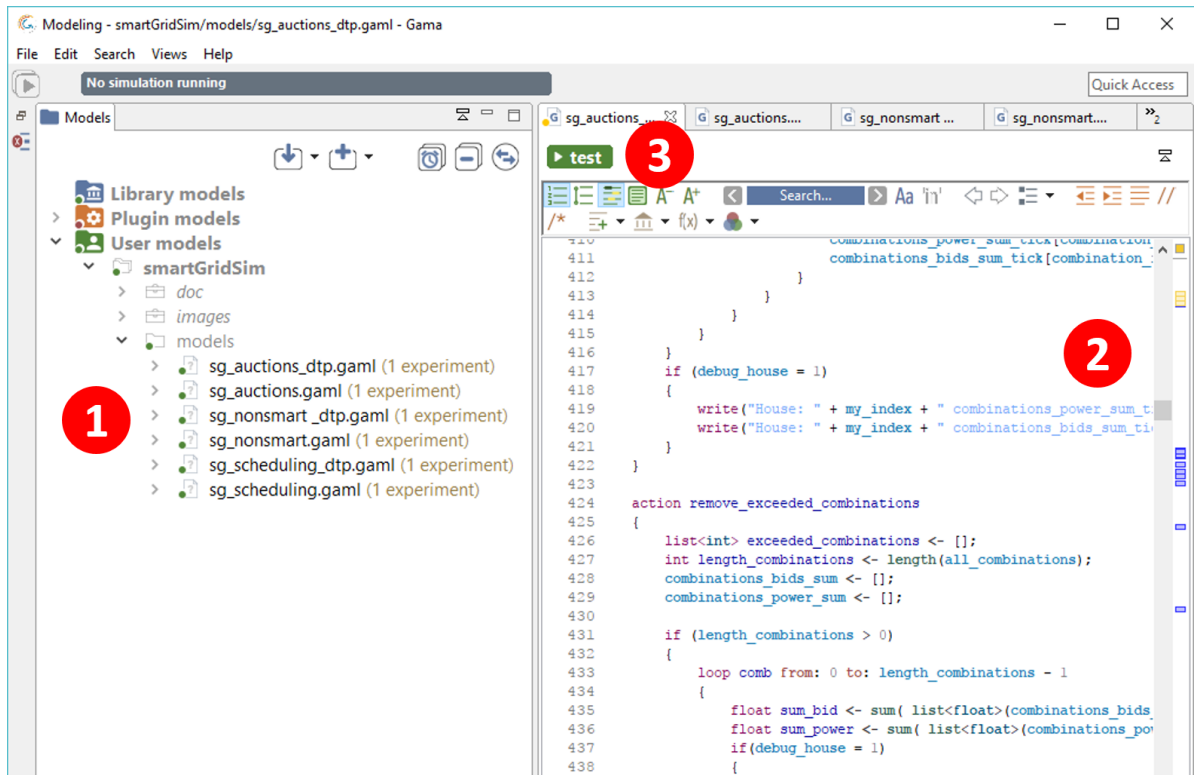 Modeling - smartGridSim/models/sg_auctions_dtp.gaml - Gama
File Edit Search Views Help
No simulation running
Quick Access
Models
sg_auctions_...
sg_auctions....
sg_nonsmart ...
sg_nonsmart....
»2
test
3
A- A+ Search... Aa 'in' //
/* f(x)
Library models
Plugin models
User models
smartGridSim
doc
images
models
sg_auctions_dtp.gaml (1 experiment)
sg_auctions.gaml (1 experiment)
sg_nonsmart _dtp.gaml (1 experiment)
sg_nonsmart.gaml (1 experiment)
sg_scheduling_dtp.gaml (1 experiment)
sg_scheduling.gaml (1 experiment)
1
2
410 combinations_power_sum_tick[combination_
411 combinations_bids_sum_tick[combination_
412 }
413 }
414 }
415 }
416 }
417 if (debug_house = 1)
418 {
419 write("House: " + my_index + " combinations_power_sum_
420 write("House: " + my_index + " combinations_bids_sum_
421 }
422 }
423
424 action remove_exceeded_combinations
425 {
426 list<int> exceeded_combinations <- [];
427 int length_combinations <- length(all_combinations);
428 combinations_bids_sum <- [];
429 combinations_power_sum <- [];
430
431 if (length_combinations > 0)
432 {
433 loop comb from: 0 to: length_combinations - 1
434 {
435 float sum_bid <- sum( list<float>(combinations_bids_
436 float sum_power <- sum( list<float>(combinations_
437 if(debug_house = 1)
438 {